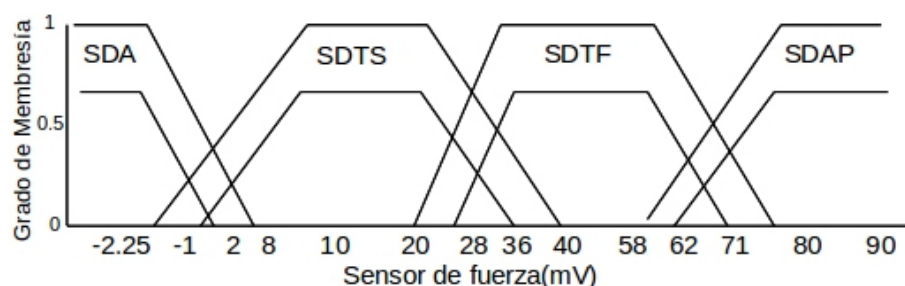 Grado de Membresía
1
0.5
0
SDA SDTS SDTF SDAP
-2.25 -1 2 8 10 20 28 36 40 58 62 71 80 90
Sensor de fuerza(mV)